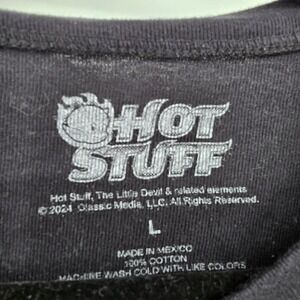 HOT
STUFF
Hot Stuff, The Little Devil & related elements
© 2024 Classic Media, LLC. All Rights Reserved.
L
MADE IN MEXICO
100% COTTON
MACHINE WASH COLD WITH LIKE COLORS